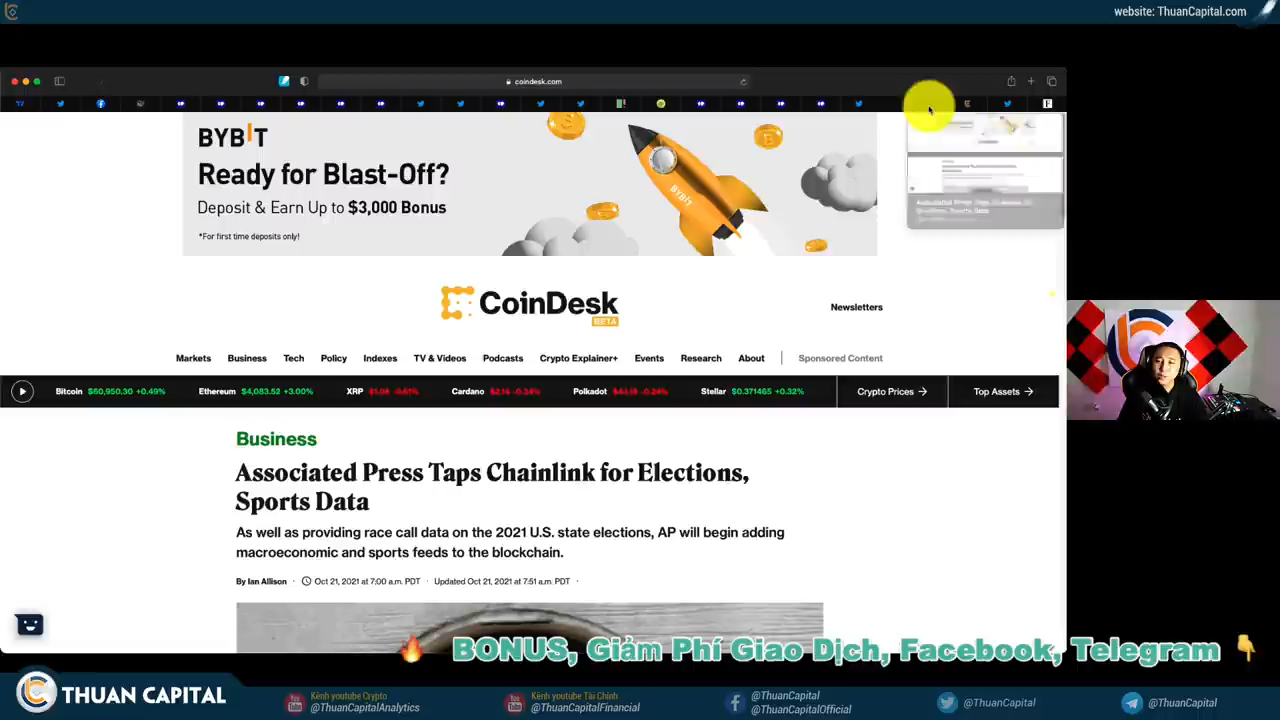 website: ThuanCapital.com
coindesk.com
BYBIT
Ready for Blast-Off?
Deposit & Earn Up to $3,000 Bonus
*For first time deposits only!
BYBIT
CoinDesk
BETA
Newsletters
Markets Business Tech Policy Indexes TV & Videos Podcasts Crypto Explainer+ Events Research About Sponsored Content
Bitcoin $60,950.30 +0.49% Ethereum $4,083.52 +3.00% XRP Cardano Polkadot Stellar $0.371465 +0.32% Crypto Prices → Top Assets →
Business
Associated Press Taps Chainlink for Elections,
Sports Data
As well as providing race call data on the 2021 U.S. state elections, AP will begin adding
macroeconomic and sports feeds to the blockchain.
By Ian Allison · Oct 21, 2021 at 7:00 a.m. PDT · Updated Oct 21, 2021 at 7:51 a.m. PDT ·
BONUS, Giảm Phí Giao Dịch, Facebook, Telegram
THUAN CAPITAL
Kênh youtube Crypto
@ThuanCapitalAnalytics
Kênh youtube Tài Chính
@ThuanCapitalFinancial
@ThuanCapital
@ThuanCapitalOfficial
@ThuanCapital
@ThuanCapital